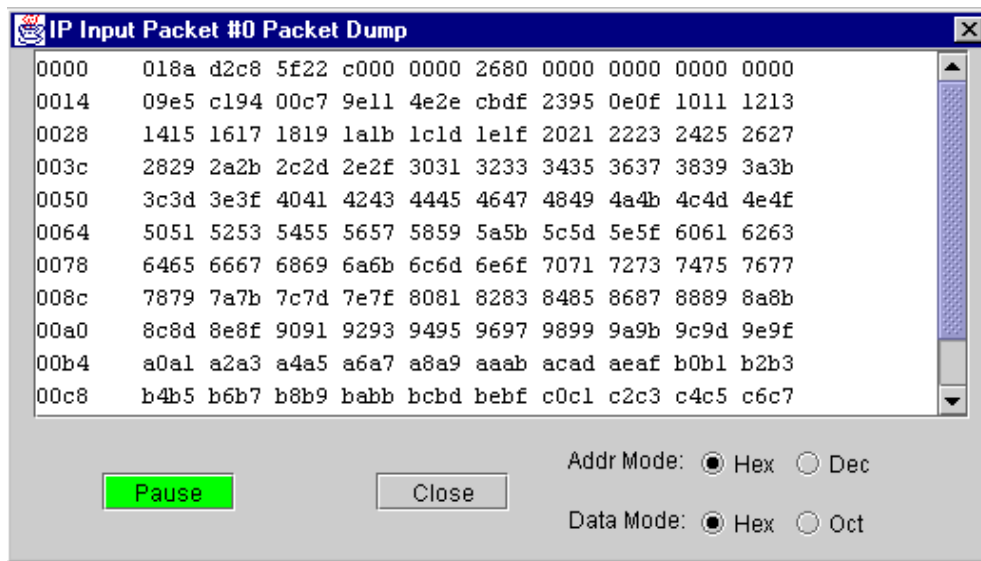 IP Input Packet #0 Packet Dump
0000 018a d2c8 5f22 c000 0000 2680 0000 0000 0000 0000
0014 09e5 c194 00c7 9e11 4e2e cbdf 2395 0e0f 1011 1213
0028 1415 1617 1819 1a1b 1c1d 1e1f 2021 2223 2425 2627
003c 2829 2a2b 2c2d 2e2f 3031 3233 3435 3637 3839 3a3b
0050 3c3d 3e3f 4041 4243 4445 4647 4849 4a4b 4c4d 4e4f
0064 5051 5253 5455 5657 5859 5a5b 5c5d 5e5f 6061 6263
0078 6465 6667 6869 6a6b 6c6d 6e6f 7071 7273 7475 7677
008c 7879 7a7b 7c7d 7e7f 8081 8283 8485 8687 8889 8a8b
00a0 8c8d 8e8f 9091 9293 9495 9697 9899 9a9b 9c9d 9e9f
00b4 a0a1 a2a3 a4a5 a6a7 a8a9 aaab acad aeaf b0b1 b2b3
00c8 b4b5 b6b7 b8b9 babb bcbd bebf c0c1 c2c3 c4c5 c6c7
Addr Mode: Hex Dec
Pause Close
Data Mode: Hex Oct